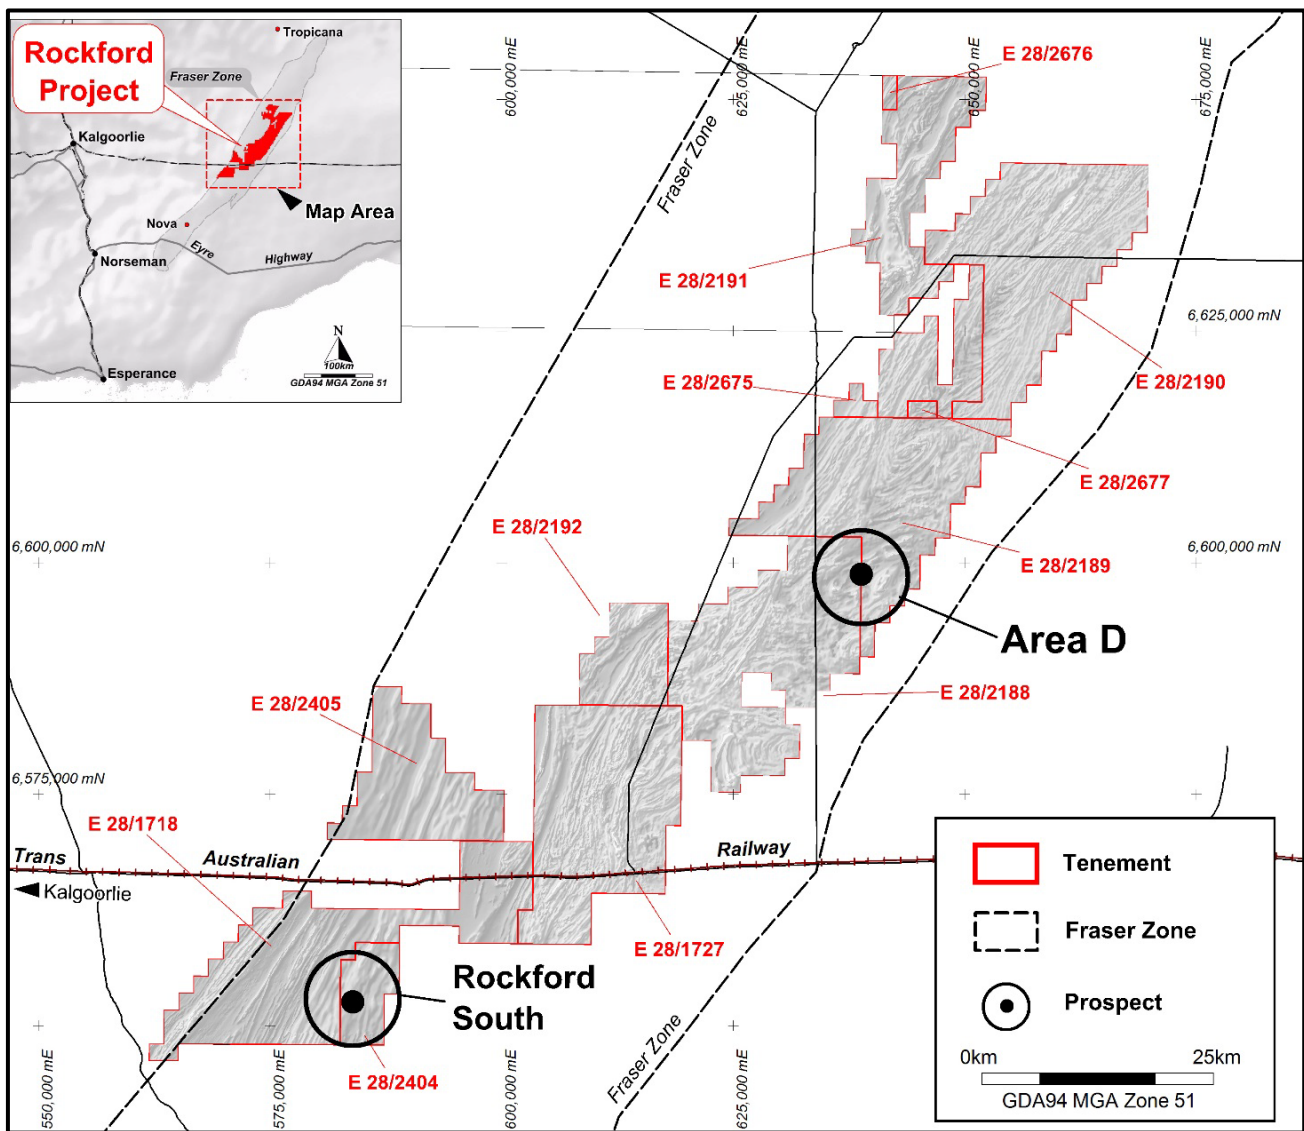 Rockford
Project
Tropicana
Fraser Zone
Kalgoorlie
Map Area
Nova
Norseman
Eyre
Highway
Esperance
N
100km
GDA94 MGA Zone 51
600,000 mE
625,000 mE
650,000 mE
675,000 mE
E 28/2676
Fraser Zone
E 28/2191
6,625,000 mN
E 28/2675
E 28/2190
E 28/2677
E 28/2192
6,600,000 mN
6,600,000 mN
E 28/2189
Area D
E 28/2188
E 28/2405
6,575,000 mN
E 28/1718
Trans
Australian
Railway
Kalgoorlie
E 28/1727
Rockford
South
E 28/2404
Fraser Zone
550,000 mE
575,000 mE
600,000 mE
625,000 mE
Tenement
Fraser Zone
Prospect
0km
25km
GDA94 MGA Zone 51